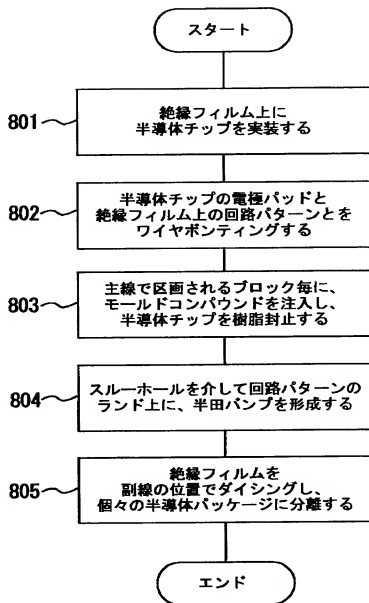 スタート
801
絶縁フィルム上に
半導体チップを実装する
802
半導体チップの電極パッドと
絶縁フィルム上の回路パターンとを
ワイヤボンティングする
803
主線で区画されるブロック毎に、
モールドコンパウンドを注入し、
半導体チップを樹脂封止する
804
スルーホールを介して回路パターンの
ランド上に、半田バンプを形成する
805
絶縁フィルムを
副線の位置でダイシングし、
個々の半導体パッケージに分離する
エンド